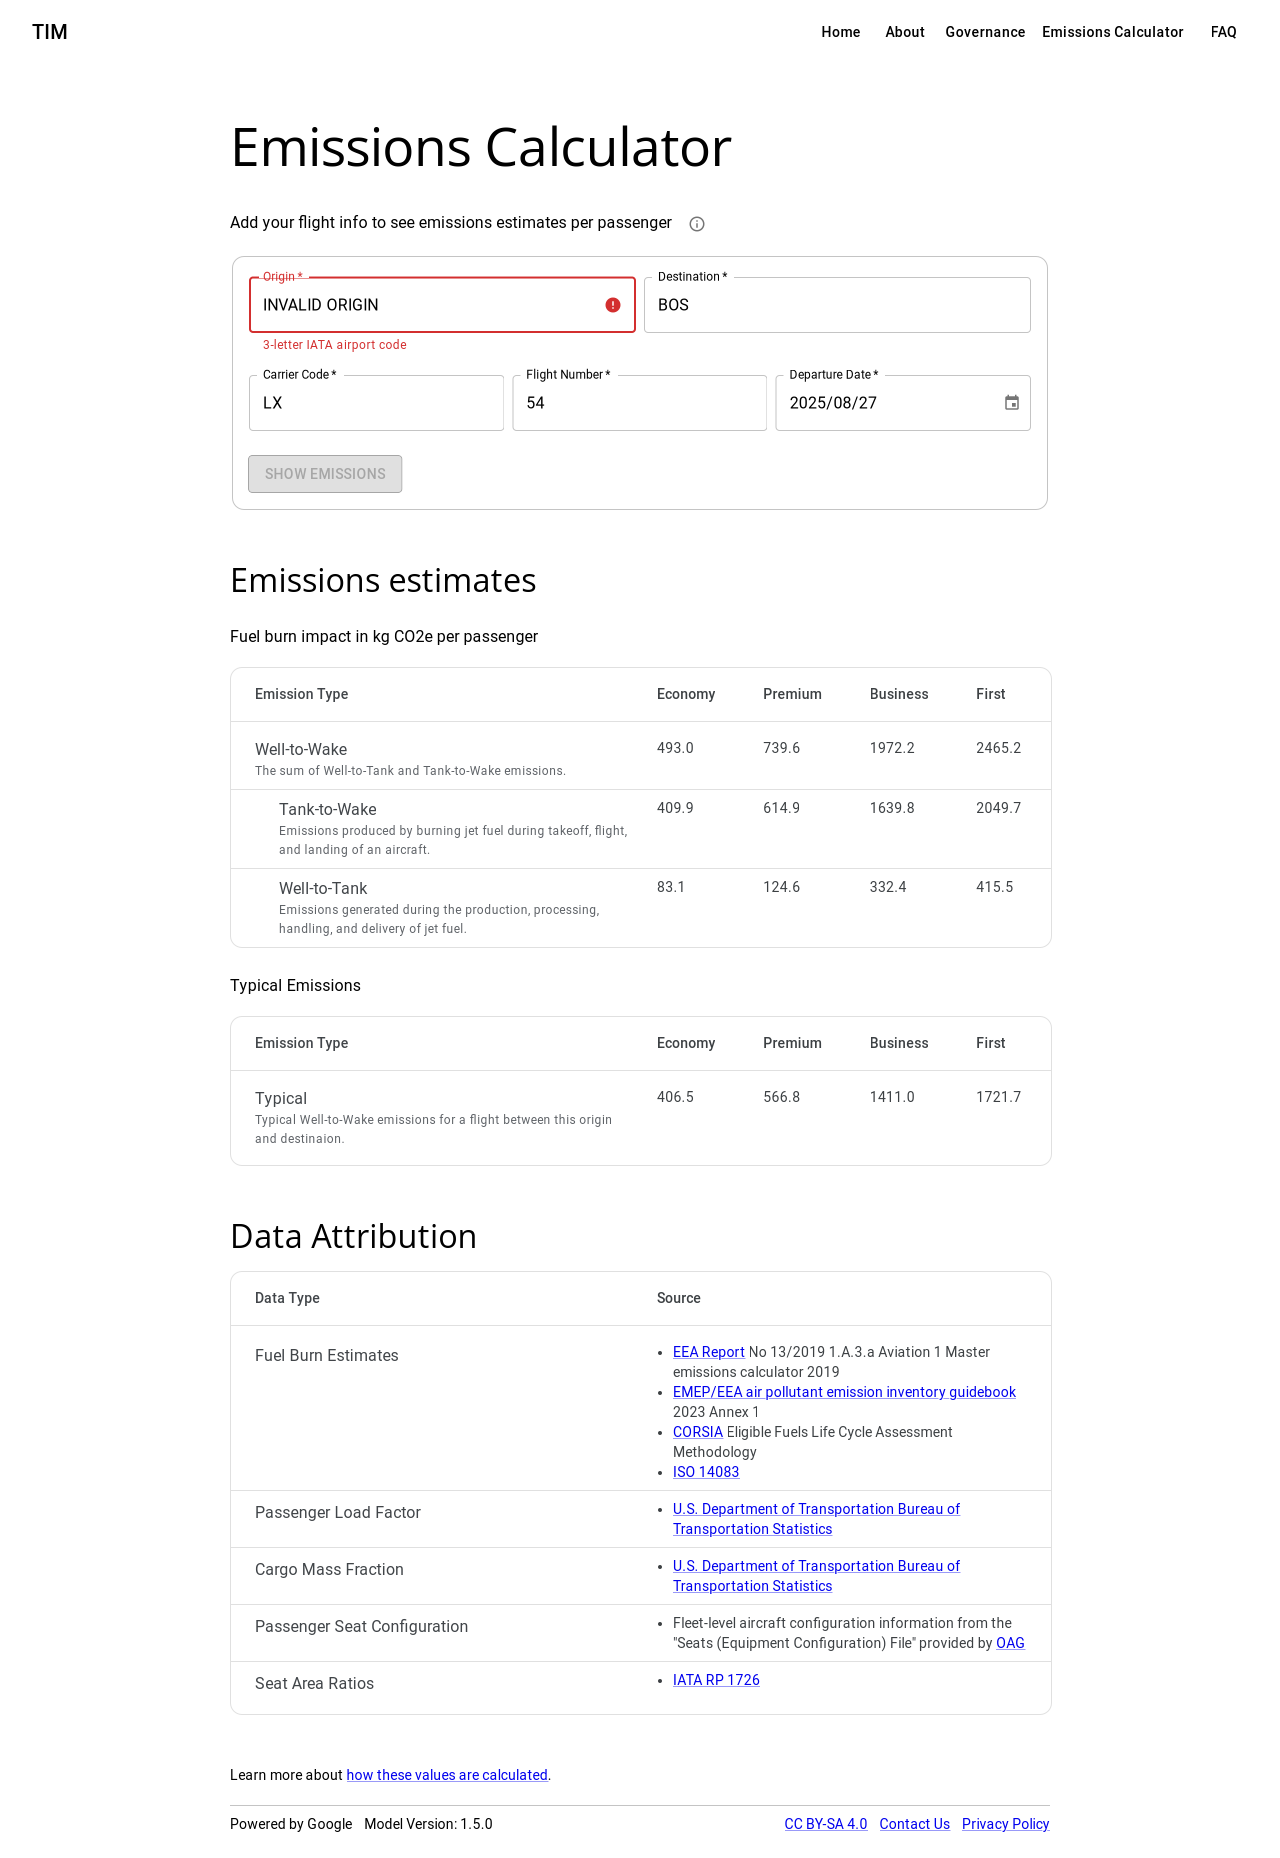 TIM
Home About Governance Emissions Calculator FAQ
Emissions Calculator
Add your flight info to see emissions estimates per passenger
Origin * Destination *
INVALID ORIGIN BOS
3-letter IATA airport code
Carrier Code * Flight Number * Departure Date *
LX 54 2025/08/27
SHOW EMISSIONS
Emissions estimates
Fuel burn impact in kg CO2e per passenger
Emission Type Economy Premium Business First
Well-to-Wake 493.0 739.6 1972.2 2465.2
The sum of Well-to-Tank and Tank-to-Wake emissions.
Tank-to-Wake 409.9 614.9 1639.8 2049.7
Emissions produced by burning jet fuel during takeoff, flight,
and landing of an aircraft.
Well-to-Tank 83.1 124.6 332.4 415.5
Emissions generated during the production, processing,
handling, and delivery of jet fuel.
Typical Emissions
Emission Type Economy Premium Business First
Typical 406.5 566.8 1411.0 1721.7
Typical Well-to-Wake emissions for a flight between this origin
and destinaion.
Data Attribution
Data Type Source
Fuel Burn Estimates
• EEA Report No 13/2019 1.A.3.a Aviation 1 Master
emissions calculator 2019
• EMEP/EEA air pollutant emission inventory guidebook
2023 Annex 1
• CORSIA Eligible Fuels Life Cycle Assessment
Methodology
• ISO 14083
Passenger Load Factor
• U.S. Department of Transportation Bureau of
Transportation Statistics
Cargo Mass Fraction
• U.S. Department of Transportation Bureau of
Transportation Statistics
Passenger Seat Configuration
• Fleet-level aircraft configuration information from the
"Seats (Equipment Configuration) File" provided by OAG
Seat Area Ratios
• IATA RP 1726
Learn more about how these values are calculated.
Powered by Google Model Version: 1.5.0 CC BY-SA 4.0 Contact Us Privacy Policy